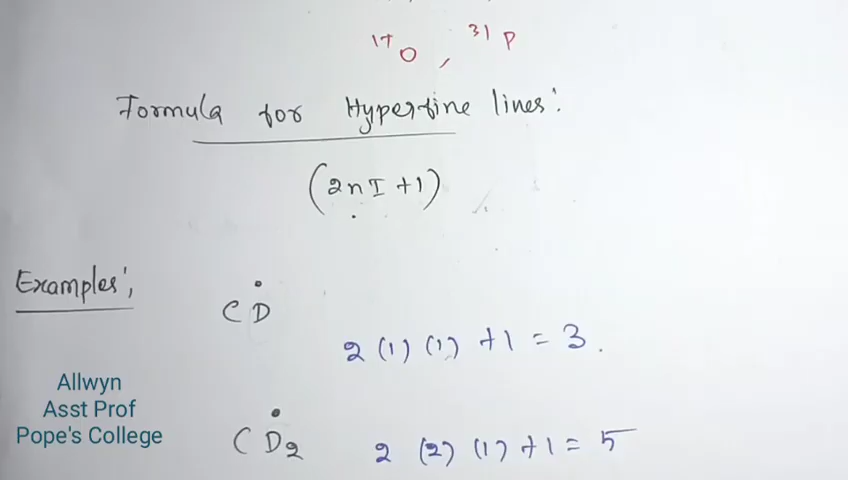 17O , 31P
Formula for Hyperfine lines:
(2nI +1)
Examples;
CD
2 (1) (1) +1 = 3.
Allwyn
Asst Prof
Pope's College
CD2
2 (2) (1) +1 = 5